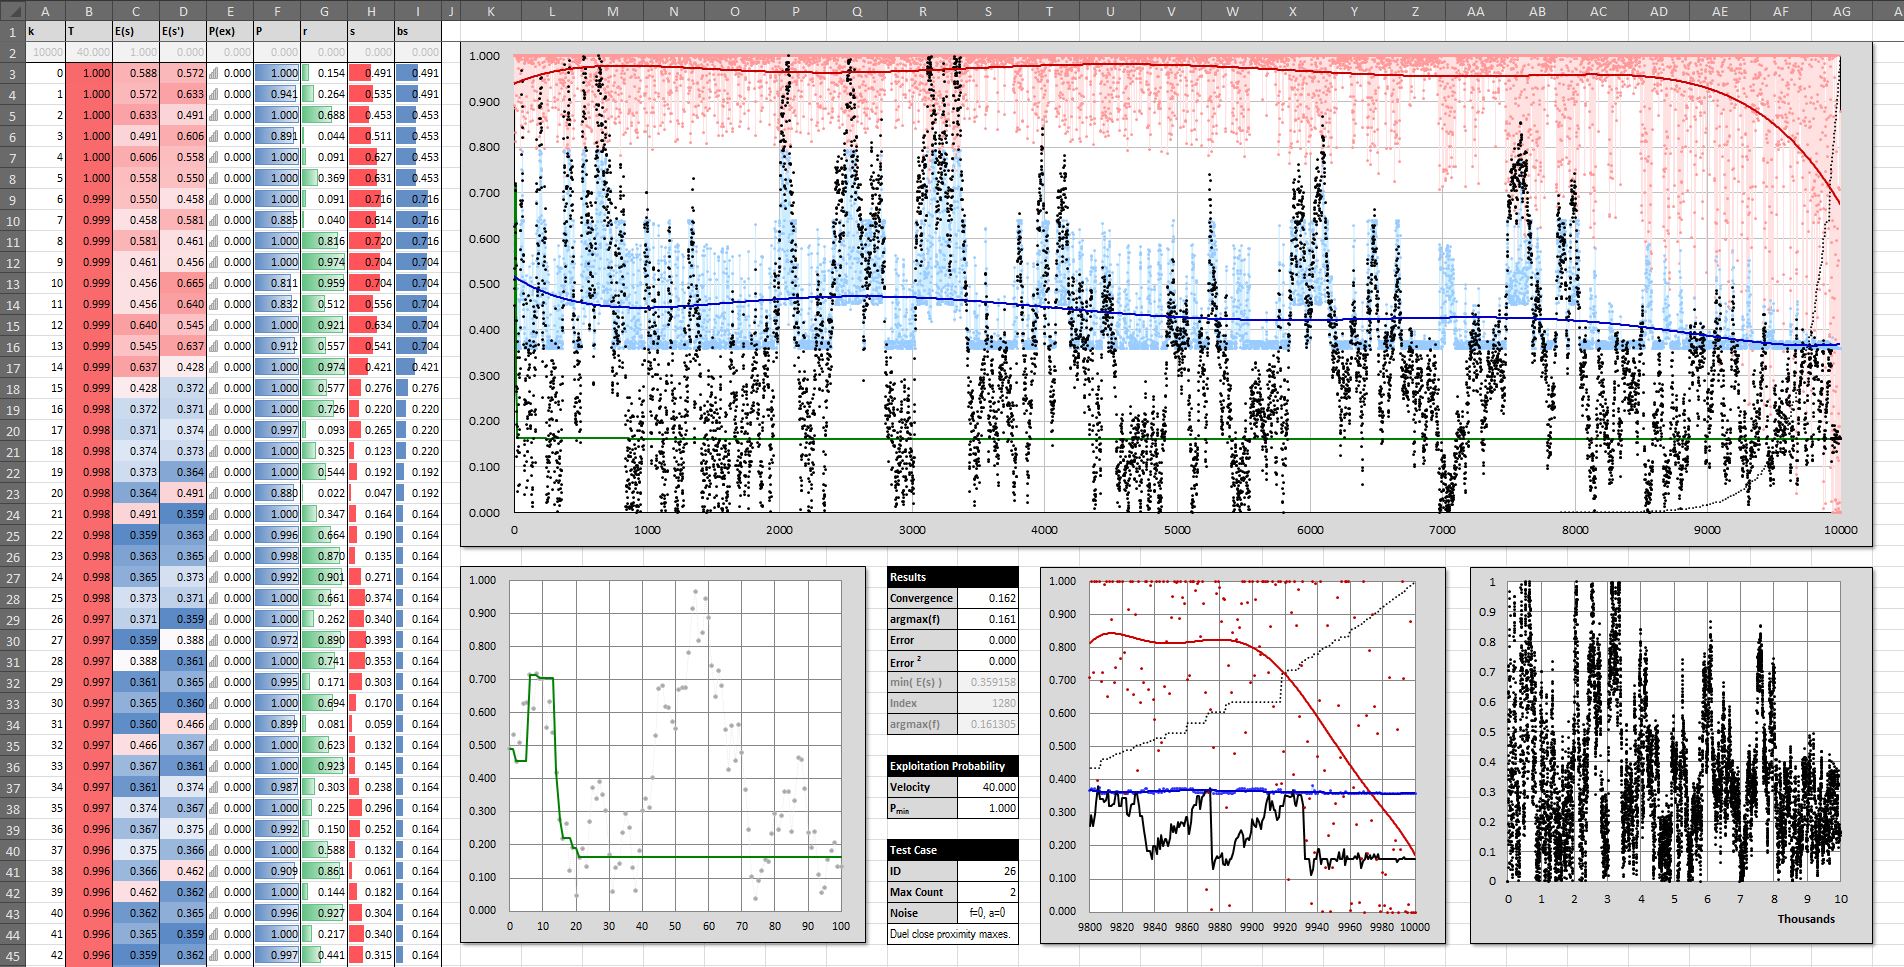 A B C D E F G H I J K L M N O P Q R S T U V W X Y Z AA AB AC AD AE AF AG A
1 k T E(s) E(s') P(ex) P r s bs
2 10000 40.000 1.000 0.000 0.000 0.000 0.000 0.000 0.000
3 0 1.000 0.588 0.572 0.000 1.000 0.154 0.491 0.491
4 1 1.000 0.572 0.633 0.000 0.941 0.264 0.535 0.491
5 2 1.000 0.633 0.491 0.000 1.000 0.688 0.453 0.453
6 3 1.000 0.491 0.606 0.000 0.891 0.044 0.511 0.453
7 4 1.000 0.606 0.558 0.000 1.000 0.091 0.627 0.453
8 5 1.000 0.558 0.550 0.000 1.000 0.369 0.631 0.453
9 6 0.999 0.550 0.458 0.000 1.000 0.091 0.716 0.716
10 7 0.999 0.458 0.581 0.000 0.885 0.040 0.614 0.716
11 8 0.999 0.581 0.461 0.000 1.000 0.816 0.720 0.716
12 9 0.999 0.461 0.456 0.000 1.000 0.974 0.704 0.704
13 10 0.999 0.456 0.665 0.000 0.811 0.959 0.704 0.704
14 11 0.999 0.456 0.640 0.000 0.832 0.512 0.556 0.704
15 12 0.999 0.640 0.545 0.000 1.000 0.921 0.634 0.704
16 13 0.999 0.545 0.637 0.000 0.912 0.557 0.541 0.704
17 14 0.999 0.637 0.428 0.000 1.000 0.974 0.421 0.421
18 15 0.999 0.428 0.372 0.000 1.000 0.577 0.276 0.276
19 16 0.998 0.372 0.371 0.000 1.000 0.726 0.220 0.220
20 17 0.998 0.371 0.374 0.000 0.997 0.093 0.265 0.220
21 18 0.998 0.374 0.373 0.000 1.000 0.325 0.123 0.220
22 19 0.998 0.373 0.364 0.000 1.000 0.544 0.192 0.192
23 20 0.998 0.364 0.491 0.000 0.880 0.022 0.047 0.192
24 21 0.998 0.491 0.359 0.000 1.000 0.347 0.164 0.164
25 22 0.998 0.359 0.363 0.000 0.996 0.664 0.190 0.164
26 23 0.998 0.363 0.365 0.000 0.998 0.870 0.135 0.164
27 24 0.998 0.365 0.373 0.000 0.992 0.901 0.271 0.164
28 25 0.998 0.373 0.371 0.000 1.000 0.661 0.374 0.164
29 26 0.997 0.371 0.359 0.000 1.000 0.262 0.340 0.164
30 27 0.997 0.359 0.388 0.000 0.972 0.890 0.393 0.164
31 28 0.997 0.388 0.361 0.000 1.000 0.741 0.353 0.164
32 29 0.997 0.361 0.365 0.000 0.995 0.171 0.303 0.164
33 30 0.997 0.365 0.360 0.000 1.000 0.694 0.170 0.164
34 31 0.997 0.360 0.466 0.000 0.899 0.081 0.059 0.164
35 32 0.997 0.466 0.367 0.000 1.000 0.623 0.132 0.164
36 33 0.997 0.367 0.361 0.000 1.000 0.923 0.145 0.164
37 34 0.997 0.361 0.374 0.000 0.987 0.303 0.238 0.164
38 35 0.997 0.374 0.367 0.000 1.000 0.225 0.296 0.164
39 36 0.996 0.367 0.375 0.000 0.992 0.150 0.252 0.164
40 37 0.996 0.375 0.366 0.000 1.000 0.588 0.132 0.164
41 38 0.996 0.366 0.462 0.000 0.909 0.861 0.061 0.164
42 39 0.996 0.462 0.362 0.000 1.000 0.144 0.182 0.164
43 40 0.996 0.362 0.365 0.000 0.996 0.927 0.304 0.164
44 41 0.996 0.365 0.359 0.000 1.000 0.217 0.340 0.164
45 42 0.996 0.359 0.362 0.000 0.997 0.441 0.315 0.164
1.000
0.900
0.800
0.700
0.600
0.500
0.400
0.300
0.200
0.100
0.000
0 1000 2000 3000 4000 5000 6000 7000 8000 9000 10000
1.000
0.900
0.800
0.700
0.600
0.500
0.400
0.300
0.200
0.100
0.000
0 10 20 30 40 50 60 70 80 90 100
Results
Convergence 0.162
argmax(f) 0.161
Error 0.000
Error ² 0.000
min( E(s) ) 0.359158
Index 1280
argmax(f) 0.161305
Exploitation Probability
Velocity 40.000
Pmin 1.000
Test Case
ID 26
Max Count 2
Noise f=0, a=0
Duel close proximity maxes.
1.000
0.900
0.800
0.700
0.600
0.500
0.400
0.300
0.200
0.100
0.000
9800 9820 9840 9860 9880 9900 9920 9940 9960 9980 10000
1
0.9
0.8
0.7
0.6
0.5
0.4
0.3
0.2
0.1
0
0 1 2 3 4 5 6 7 8 9 10
Thousands